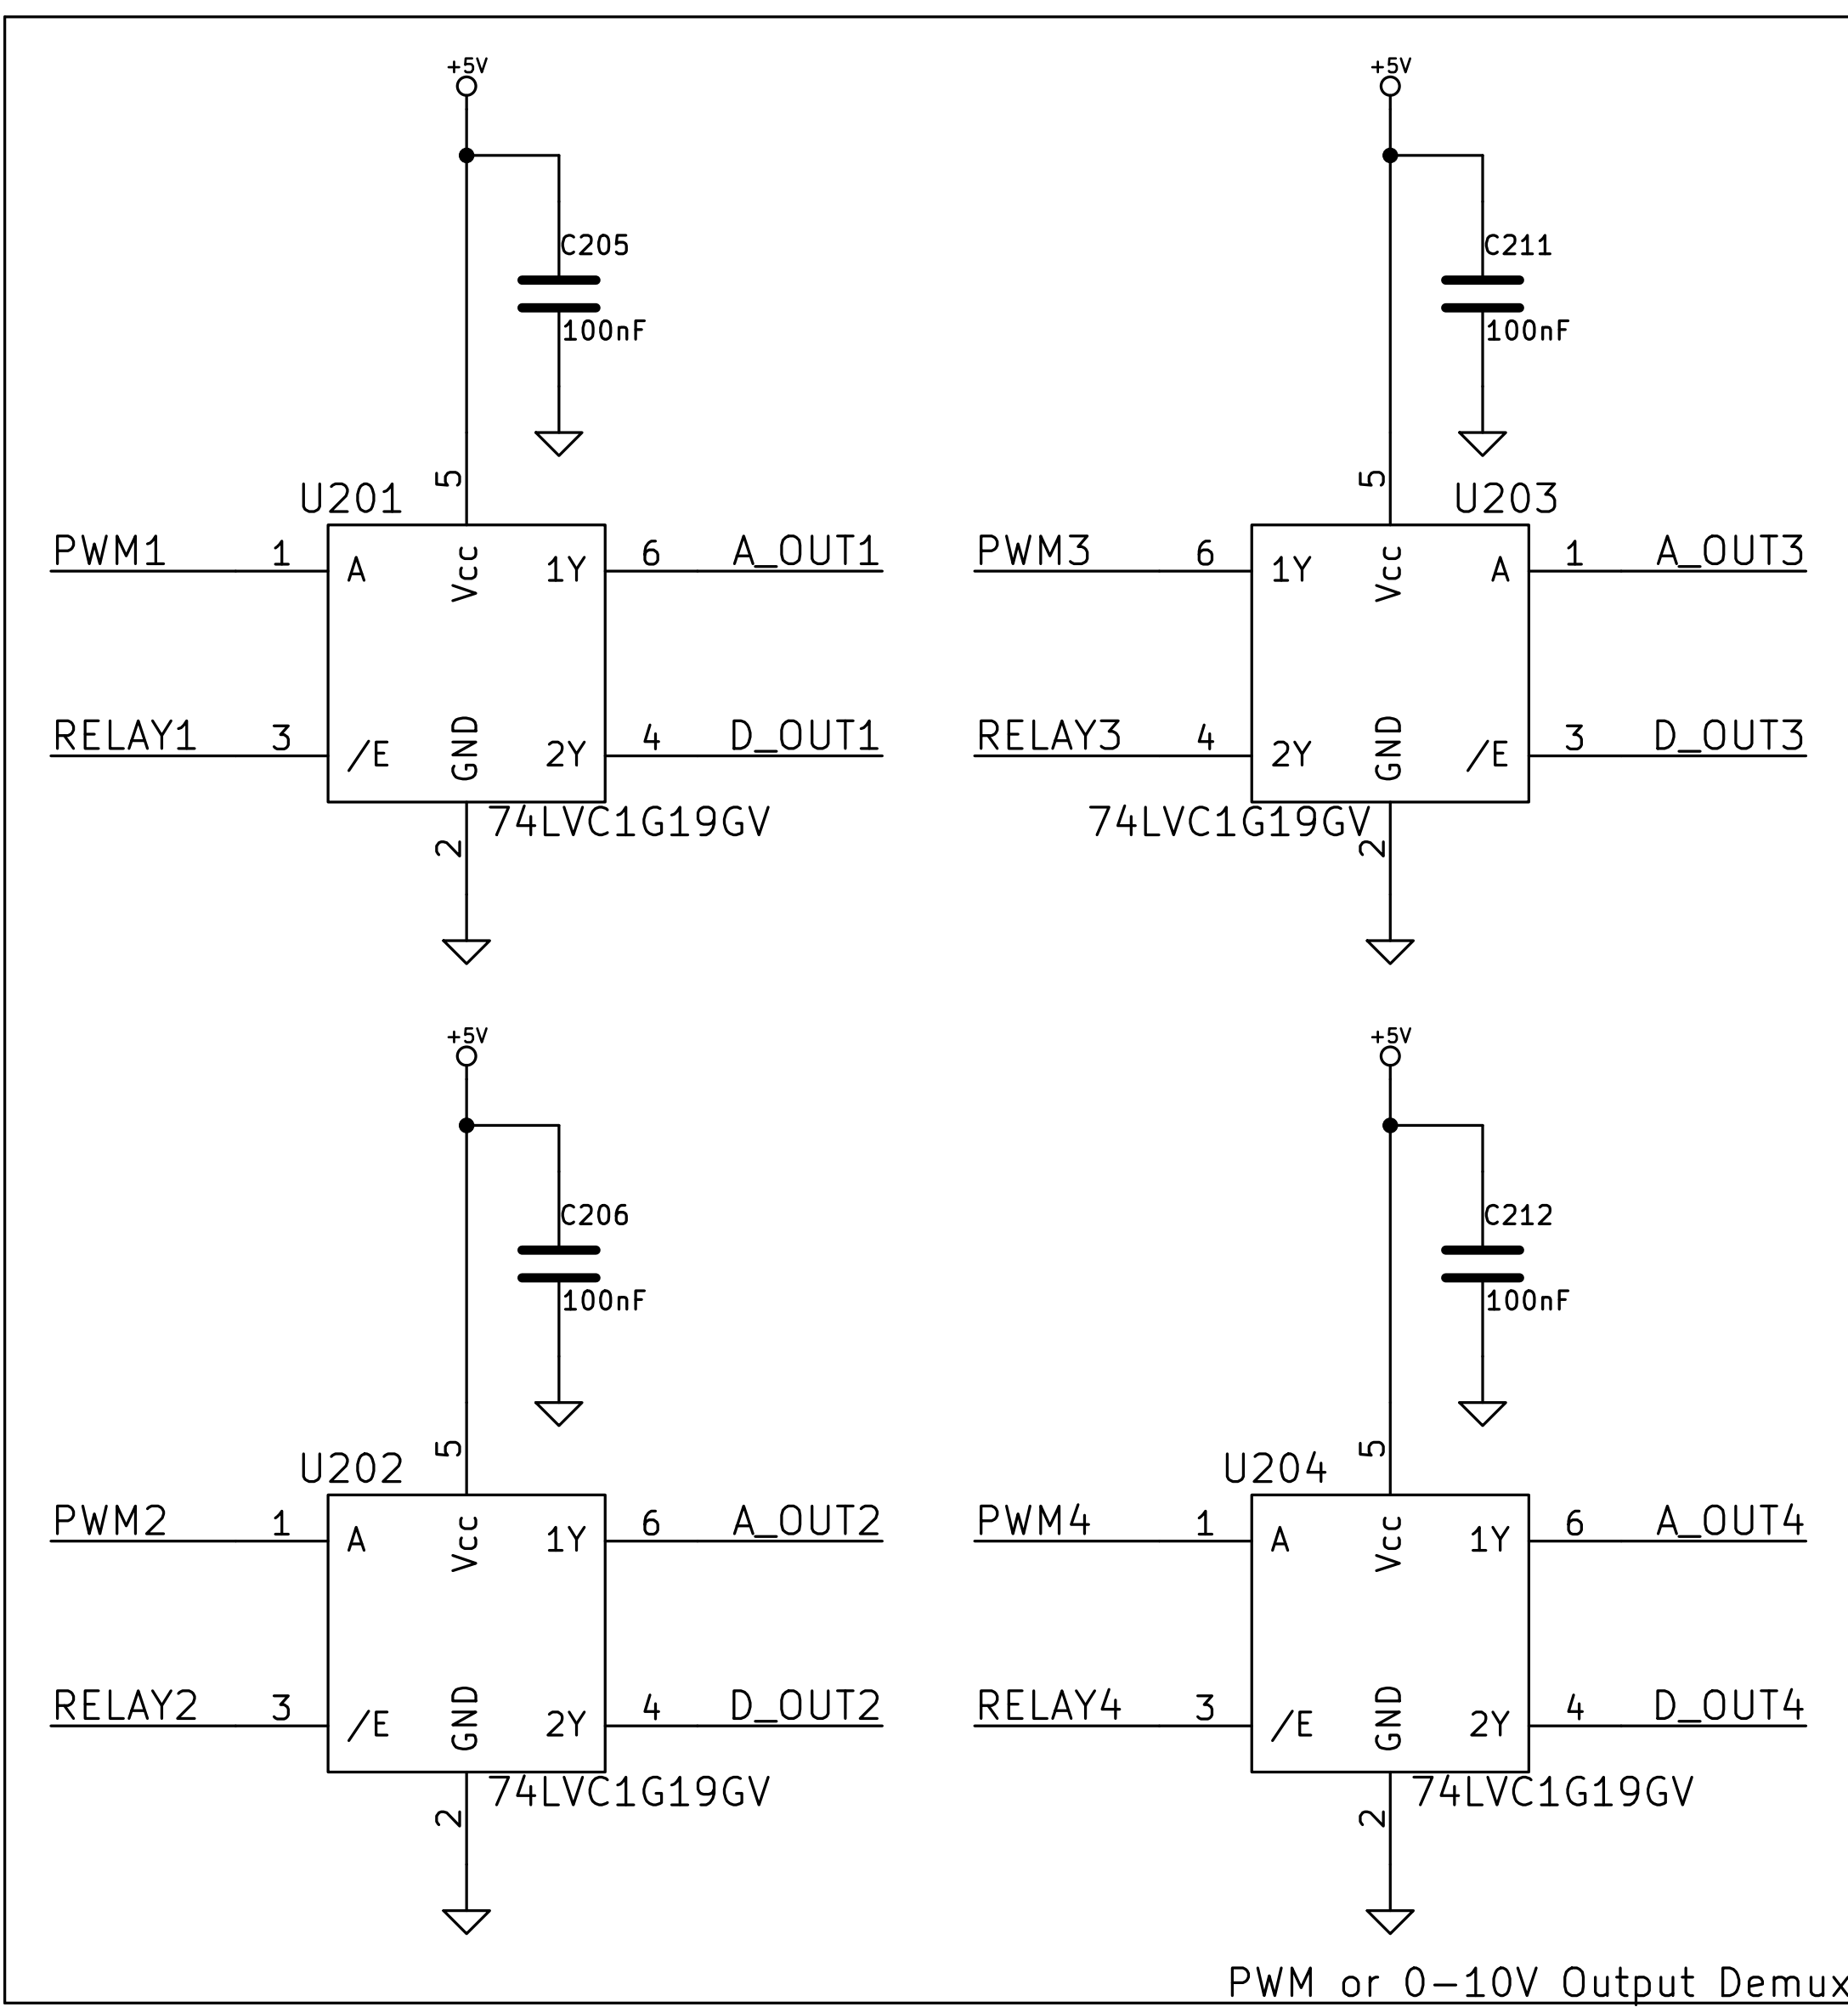 +5V +5V
C205 C211
100nF 100nF
5 5
U201 U203
PWM1 1 A Vcc 1Y 6 A_OUT1 PWM3 6 1Y Vcc A 1 A_OUT3
RELAY1 3 /E GND 2Y 4 D_OUT1 RELAY3 4 2Y GND /E 3 D_OUT3
74LVC1G19GV 74LVC1G19GV
2 2
+5V +5V
C206 C212
100nF 100nF
5 5
U202 U204
PWM2 1 A Vcc 1Y 6 A_OUT2 PWM4 1 A Vcc 1Y 6 A_OUT4
RELAY2 3 /E GND 2Y 4 D_OUT2 RELAY4 3 /E GND 2Y 4 D_OUT4
74LVC1G19GV 74LVC1G19GV
2 2
PWM or 0-10V Output Demux